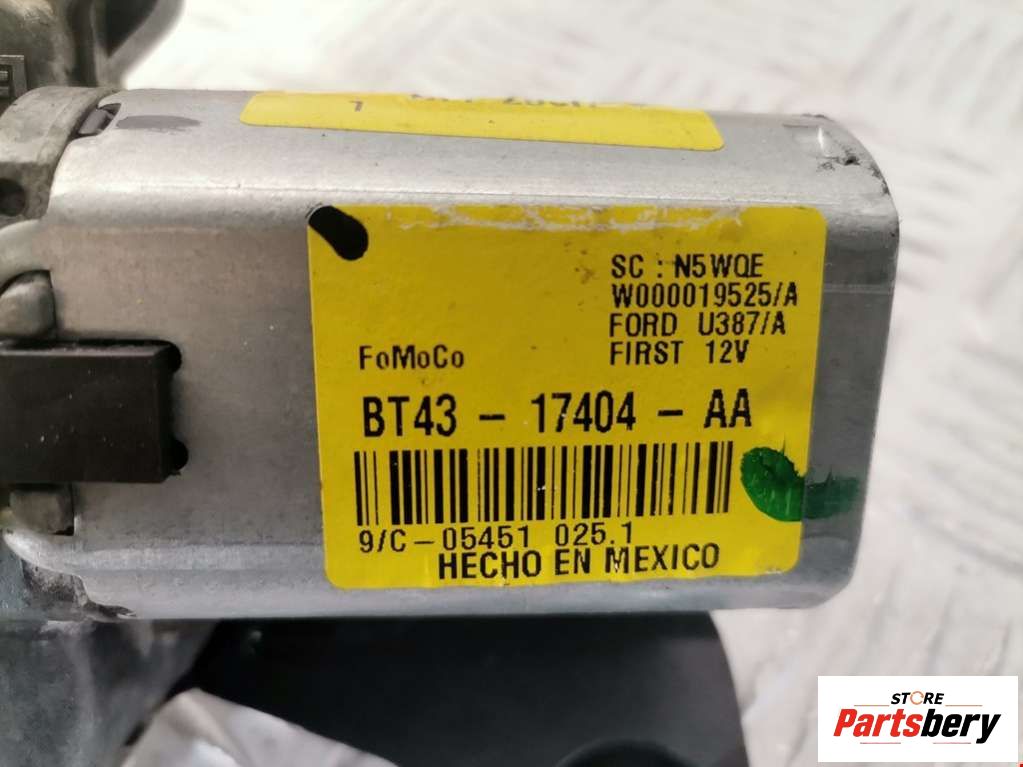 SC : N5WQE
W000019525/A
FORD U387/A
FIRST 12V
FoMoCo
BT43 - 17404 - AA
9/C-05451 025.1
HECHO EN MEXICO
STORE
Partsbery